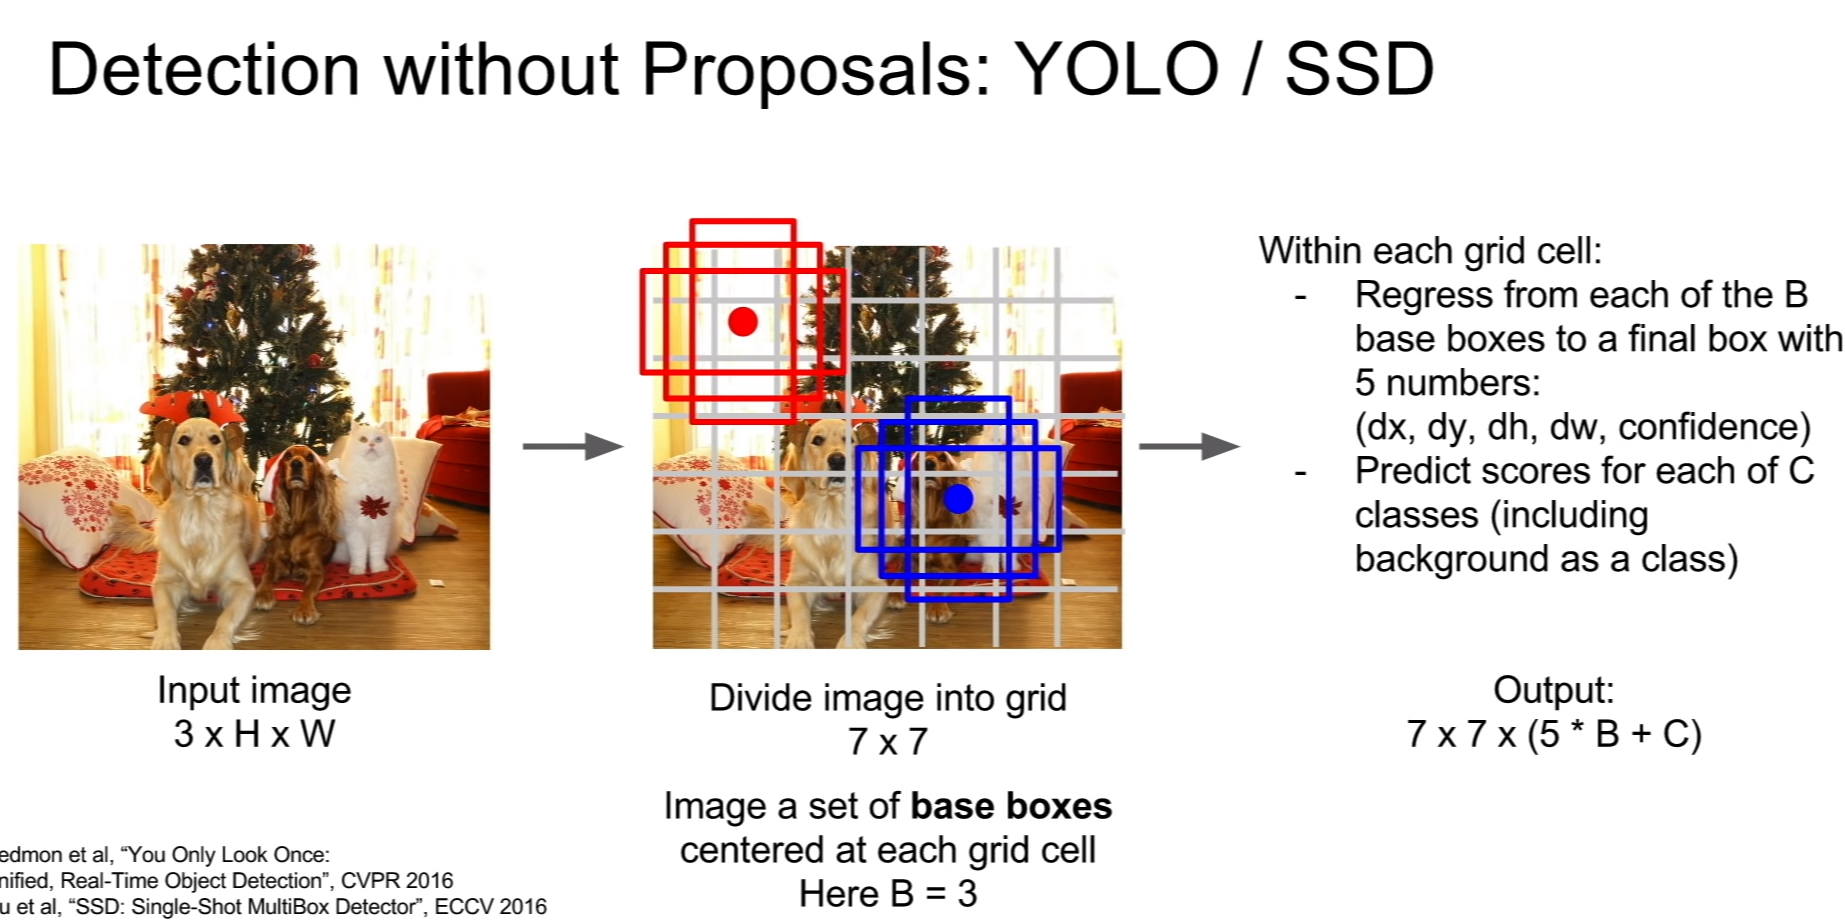 Detection without Proposals: YOLO / SSD
Within each grid cell:
- Regress from each of the B
base boxes to a final box with
5 numbers:
(dx, dy, dh, dw, confidence)
- Predict scores for each of C
classes (including
background as a class)
Input image
3 x H x W
Divide image into grid
7 x 7
Image a set of base boxes
centered at each grid cell
Here B = 3
Output:
7 x 7 x (5 * B + C)
edmon et al, “You Only Look Once:
nified, Real-Time Object Detection”, CVPR 2016
u et al, “SSD: Single-Shot MultiBox Detector”, ECCV 2016